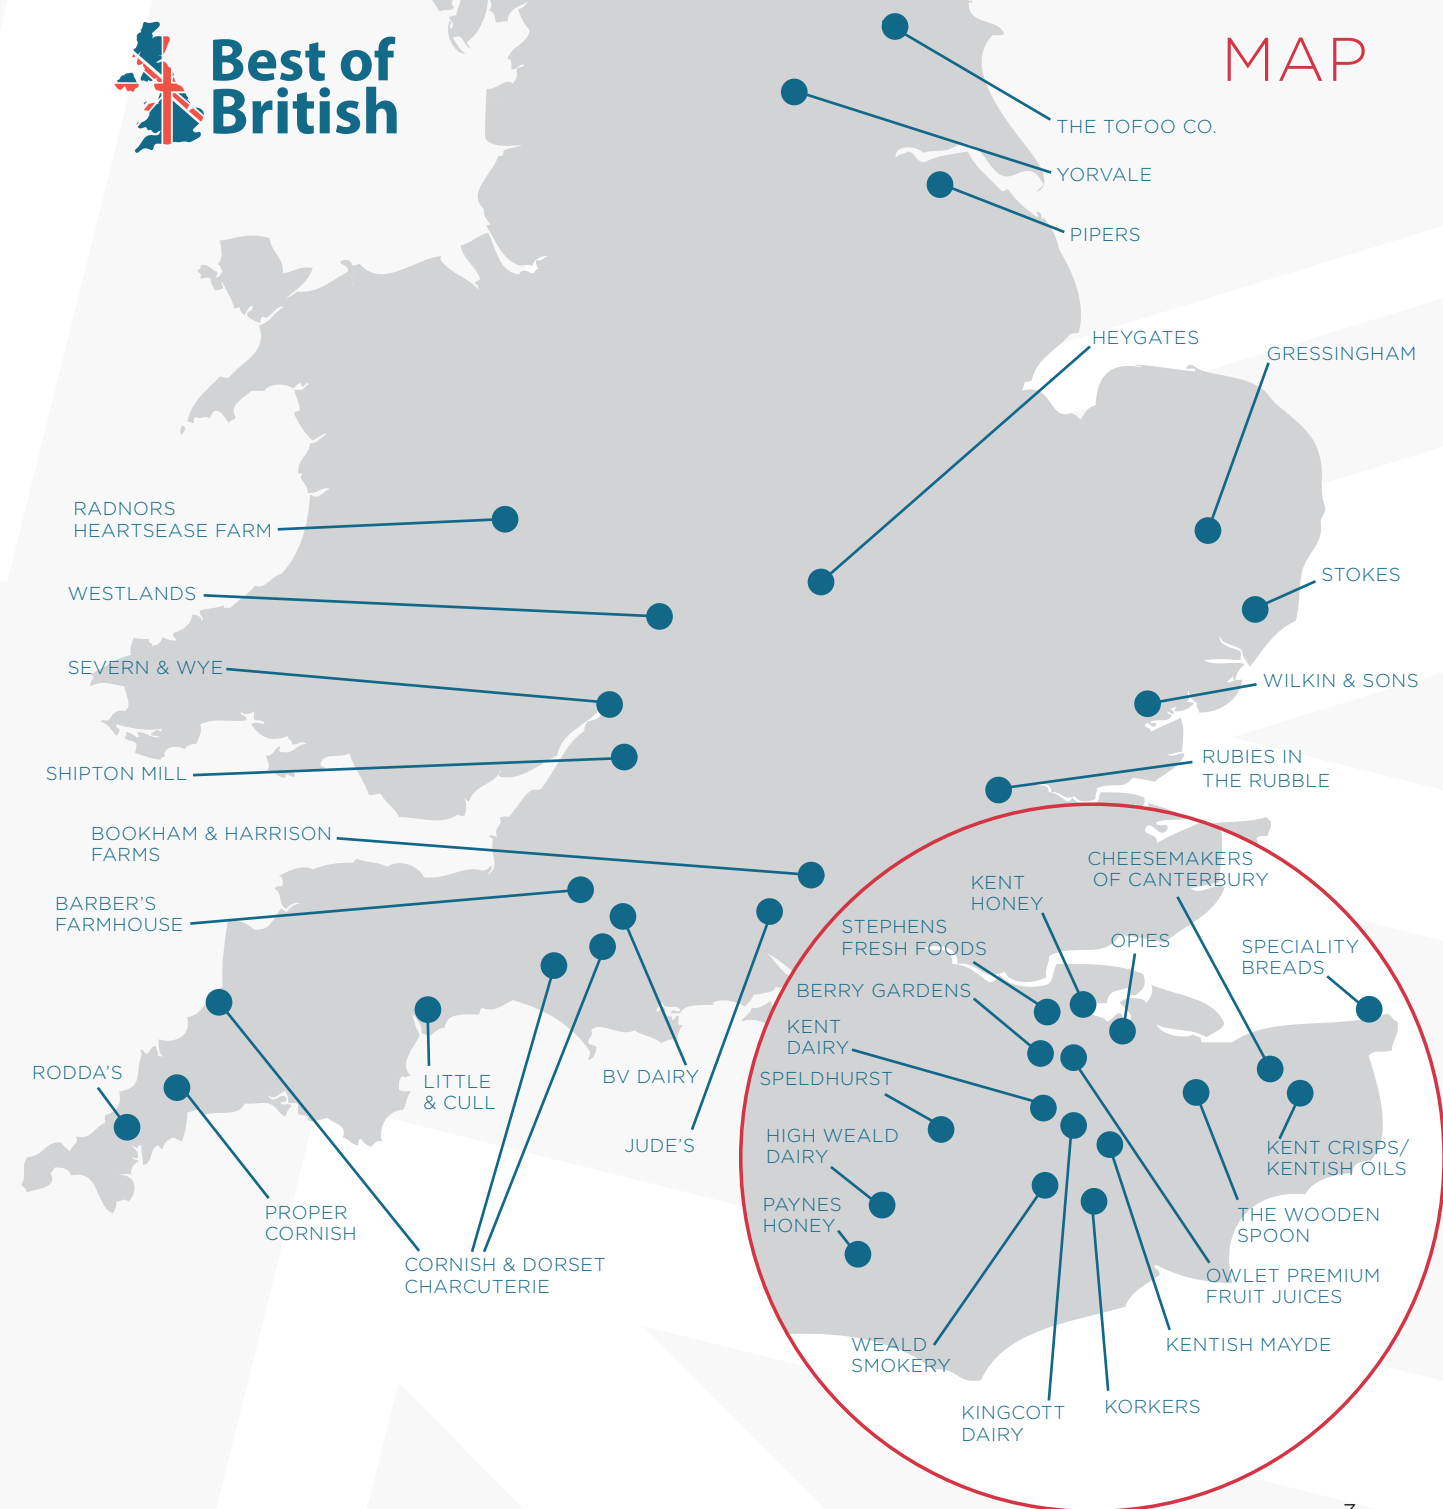 Best of
British
MAP
THE TOFOO CO.
YORVALE
PIPERS
HEYGATES
GRESSINGHAM
RADNORS
HEARTSEASE FARM
STOKES
WESTLANDS
SEVERN & WYE
WILKIN & SONS
SHIPTON MILL
RUBIES IN
THE RUBBLE
BOOKHAM & HARRISON
FARMS
BARBER'S
FARMHOUSE
CHEESEMAKERS
OF CANTERBURY
KENT
HONEY
STEPHENS
FRESH FOODS
OPIES
SPECIALITY
BREADS
BERRY GARDENS
KENT
DAIRY
SPELDHURST
RODDA'S
LITTLE
& CULL
BV DAIRY
JUDE'S
HIGH WEALD
DAIRY
KENT CRISPS/
KENTISH OILS
PAYNES
HONEY
PROPER
CORNISH
THE WOODEN
SPOON
CORNISH & DORSET
CHARCUTERIE
OWLET PREMIUM
FRUIT JUICES
WEALD
SMOKERY
KENTISH MAYDE
KINGCOTT
DAIRY
KORKERS